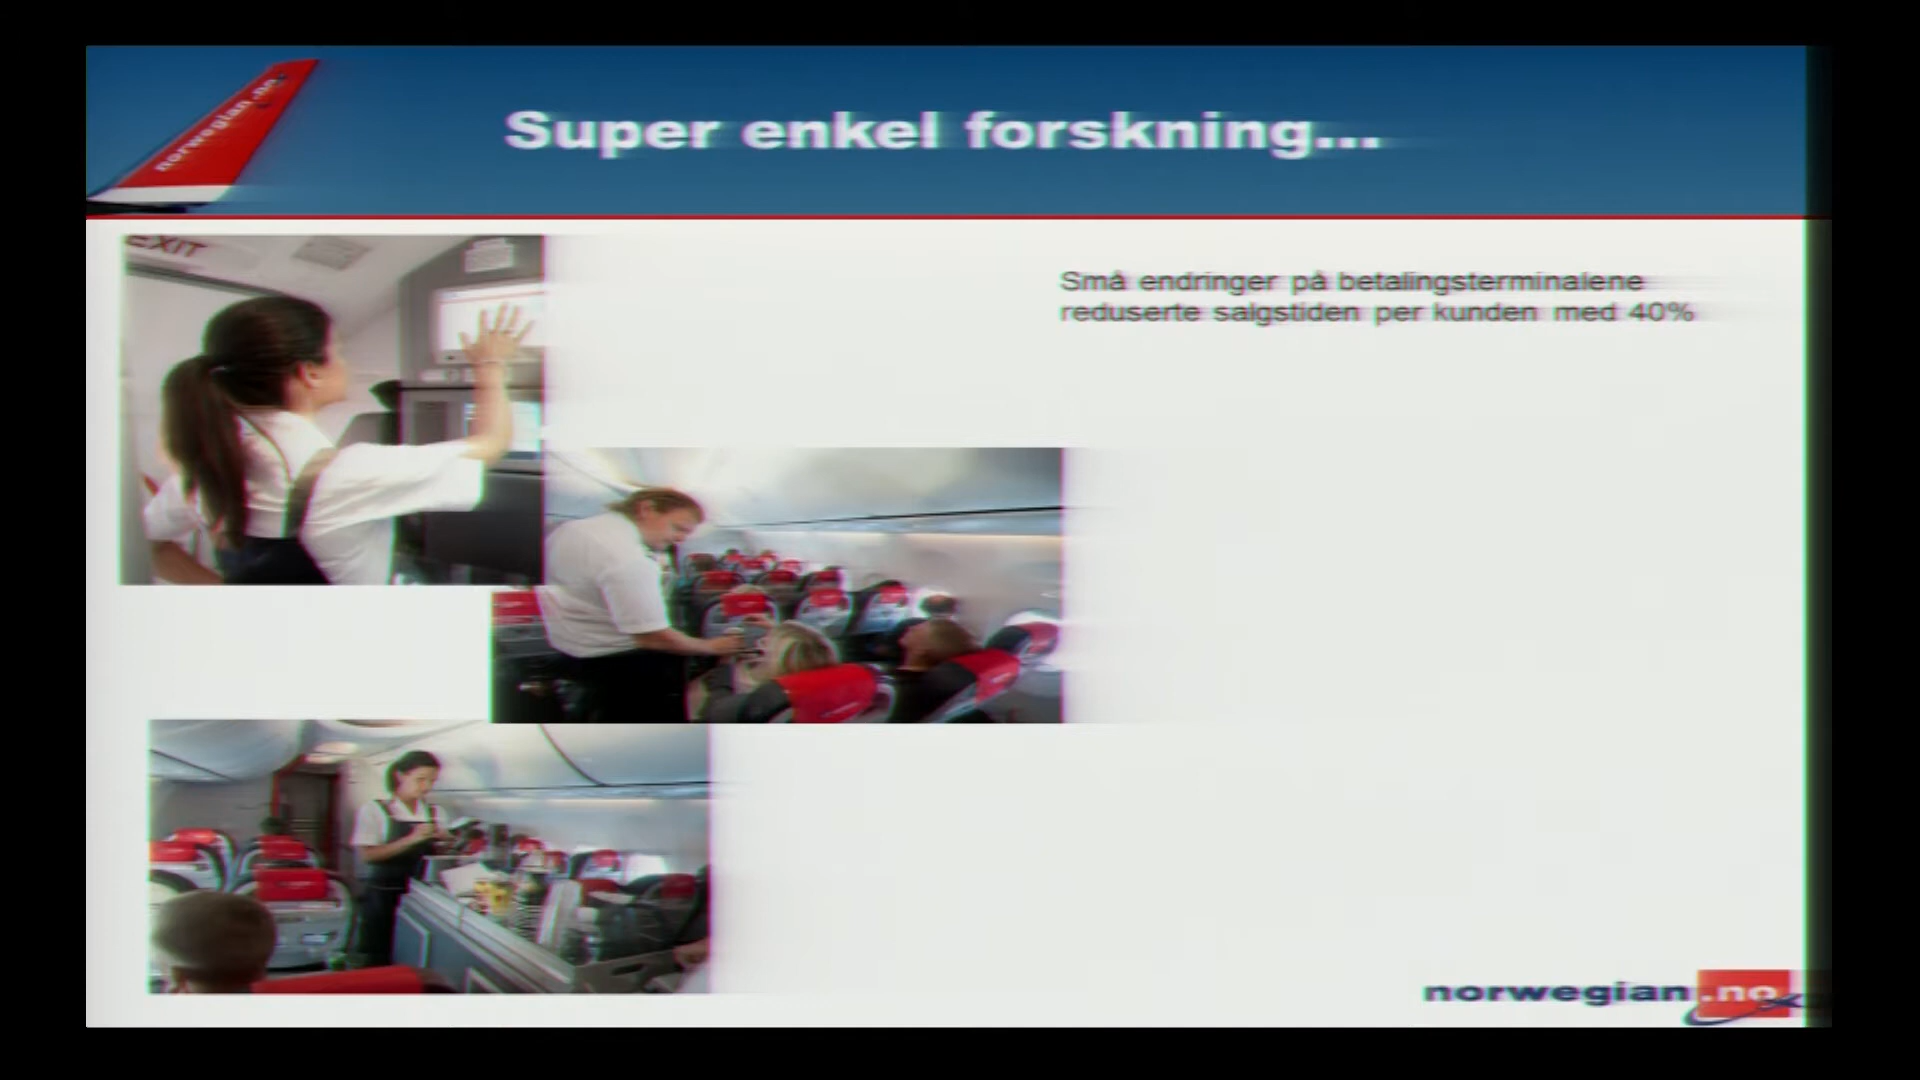 norwegian.no
Super enkel forskning...
EXIT
Små endringer på betalingsterminalene
reduserte salgstiden per kunden med 40%
norwegian.no